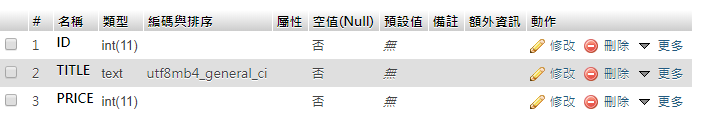 # 名稱 類型 編碼與排序 屬性 空值(Null) 預設值 備註 額外資訊 動作
1 ID int(11) 否 無 修改 刪除 更多
2 TITLE text utf8mb4_general_ci 否 無 修改 刪除 更多
3 PRICE int(11) 否 無 修改 刪除 更多